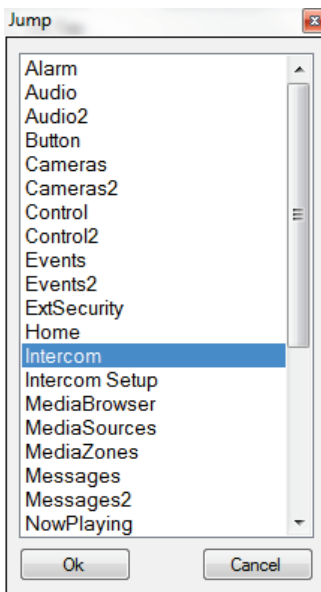 Jump
Alarm
Audio
Audio2
Button
Cameras
Cameras2
Control
Control2
Events
Events2
ExtSecurity
Home
Intercom
Intercom Setup
MediaBrowser
MediaSources
MediaZones
Messages
Messages2
NowPlaying
Ok Cancel